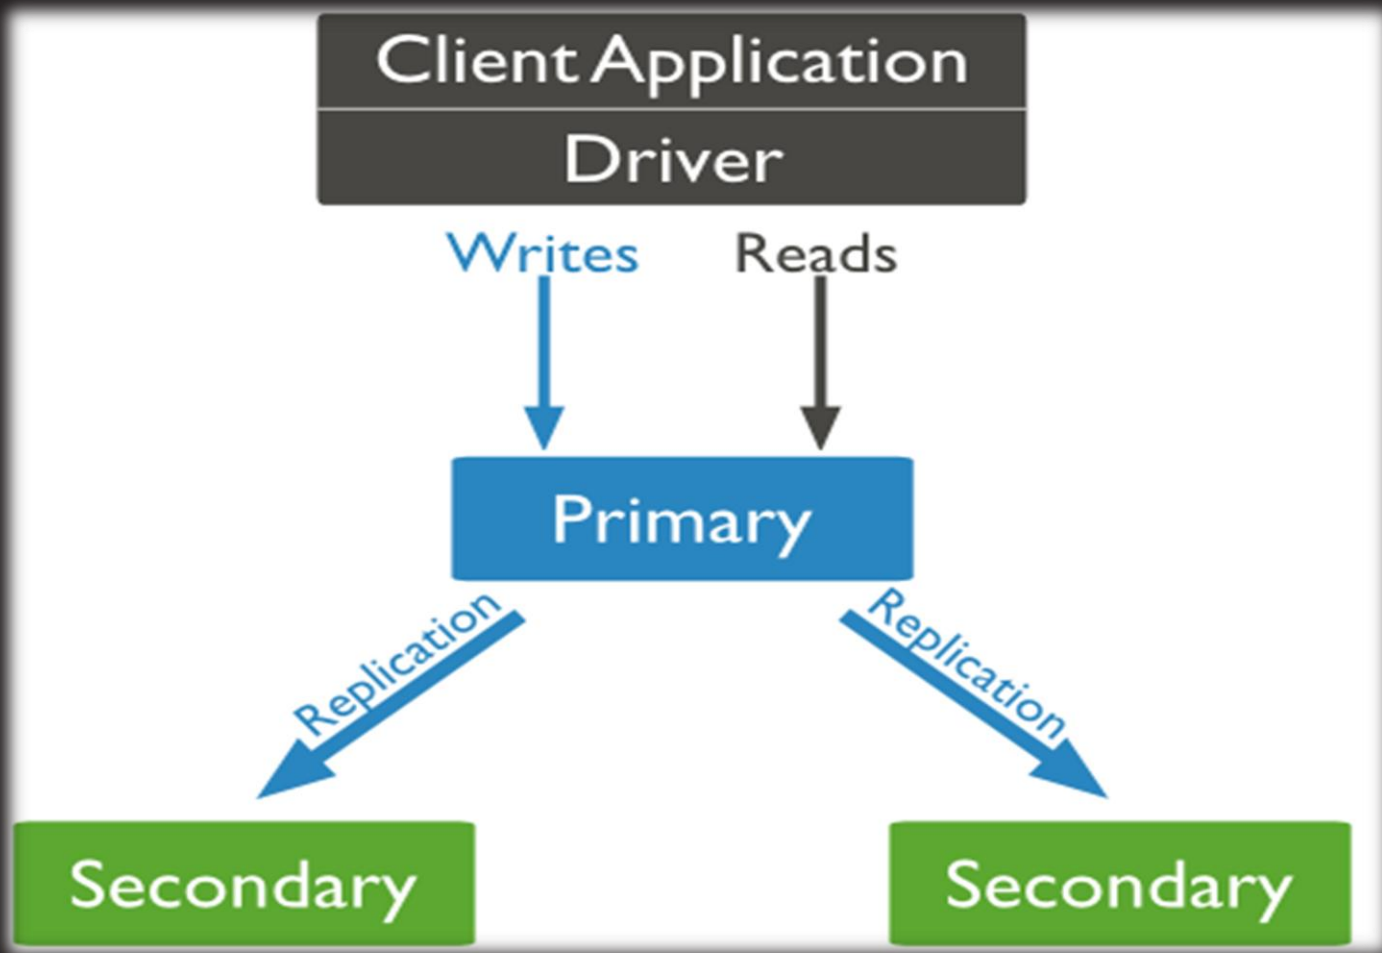 Client Application
Driver
Writes
Reads
Primary
Replication
Replication
Secondary
Secondary